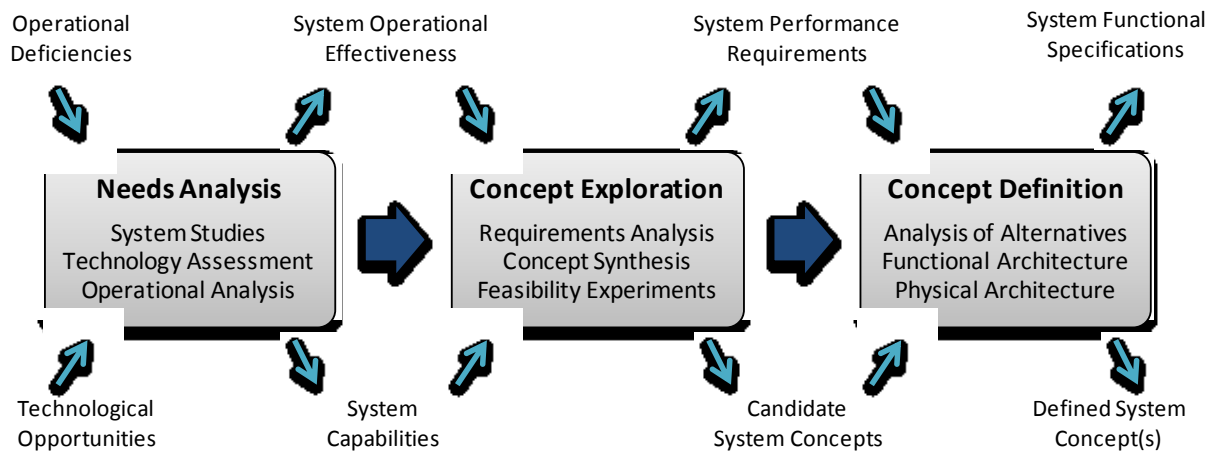 Operational
Deficiencies
System Operational
Effectiveness
System Performance
Requirements
System Functional
Specifications
Needs Analysis
System Studies
Technology Assessment
Operational Analysis
Concept Exploration
Requirements Analysis
Concept Synthesis
Feasibility Experiments
Concept Definition
Analysis of Alternatives
Functional Architecture
Physical Architecture
Technological
Opportunities
System
Capabilities
Candidate
System Concepts
Defined System
Concept(s)